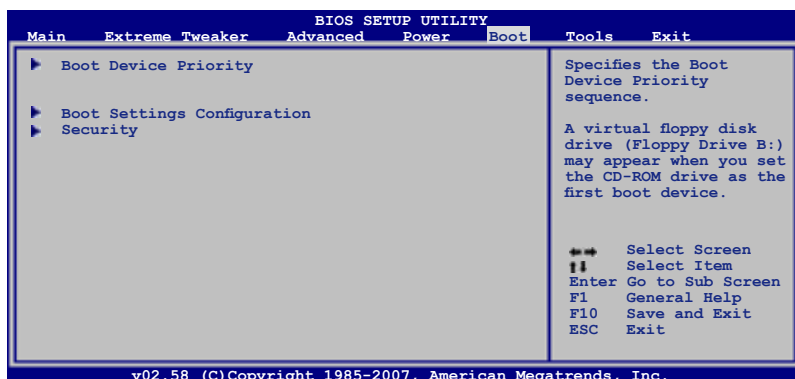 BIOS SETUP UTILITY
Main Extreme Tweaker Advanced Power Boot Tools Exit
Boot Device Priority
Boot Settings Configuration
Security
Specifies the Boot
Device Priority
sequence.
A virtual floppy disk
drive (Floppy Drive B:)
may appear when you set
the CD-ROM drive as the
first boot device.
Select Screen
Select Item
Enter Go to Sub Screen
F1 General Help
F10 Save and Exit
ESC Exit
v02.58 (C)Copyright 1985-2007, American Megatrends, Inc.